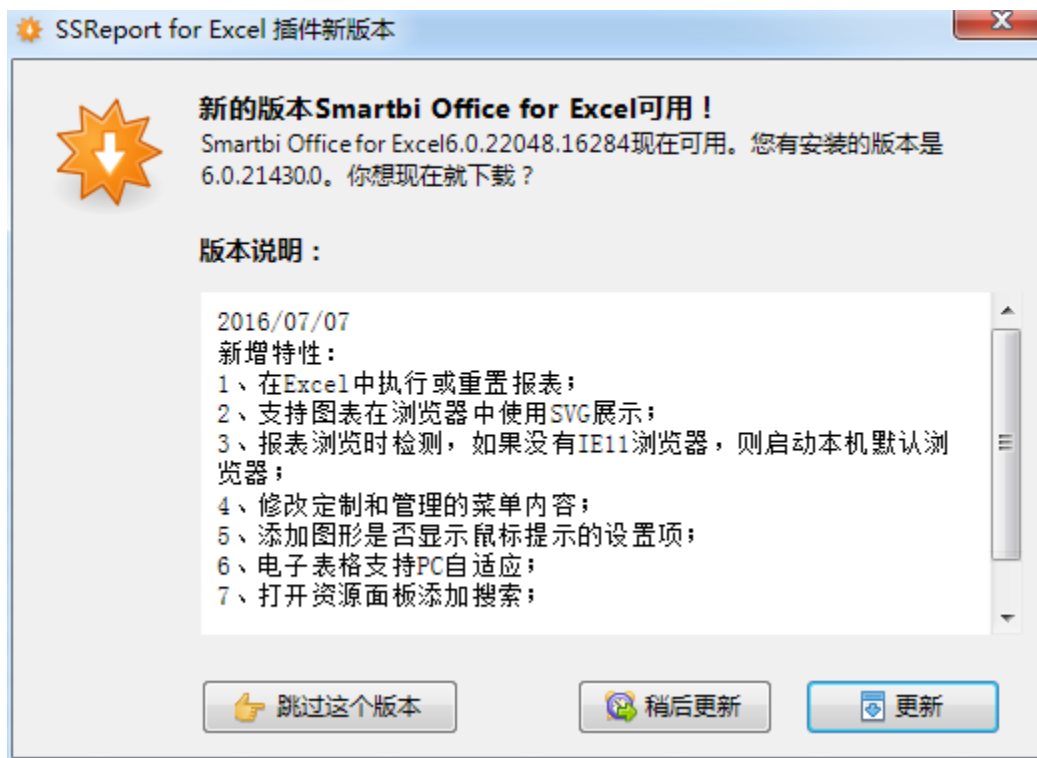 SSReport for Excel 插件新版本
新的版本Smartbi Office for Excel可用！
Smartbi Office for Excel6.0.22048.16284现在可用。您有安装的版本是
6.0.21430.0。你想现在就下载？
版本说明：
2016/07/07
新增特性：
1、在Excel中执行或重置报表；
2、支持图表在浏览器中使用SVG展示；
3、报表浏览时检测，如果没有IE11浏览器，则启动本机默认浏
览器；
4、修改定制和管理的菜单内容；
5、添加图形是否显示鼠标提示的设置项；
6、电子表格支持PC自适应；
7、打开资源面板添加搜索；
跳过这个版本
稍后更新
更新